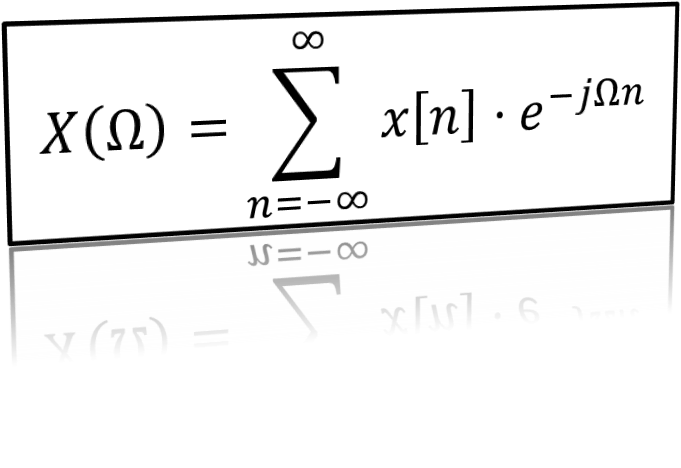 X(Ω) = ∑_{n=−∞}^{∞} x[n] · e^{−jΩn}